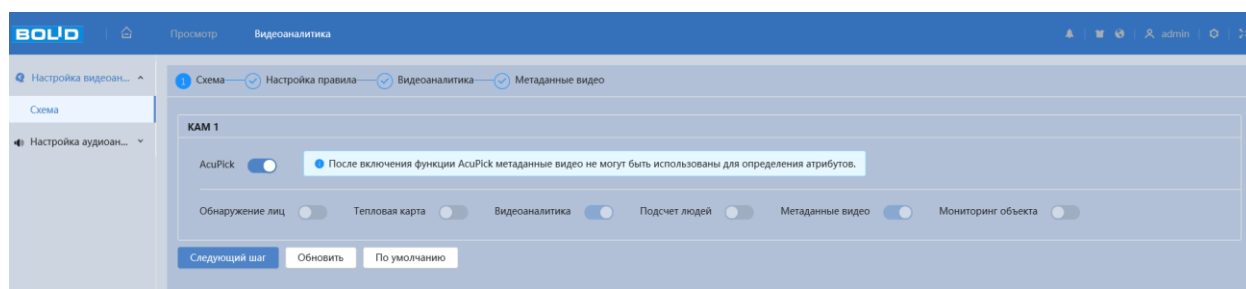 BOLID Просмотр Видеоаналитика admin
Настройка видеоан...
1 Схема Настройка правила Видеоаналитика Метаданные видео
Схема
Настройка аудиоан...
КАМ 1
AcuPick После включения функции AcuPick метаданные видео не могут быть использованы для определения атрибутов.
Обнаружение лиц Тепловая карта Видеоаналитика Подсчет людей Метаданные видео Мониторинг объекта
Следующий шаг Обновить По умолчанию